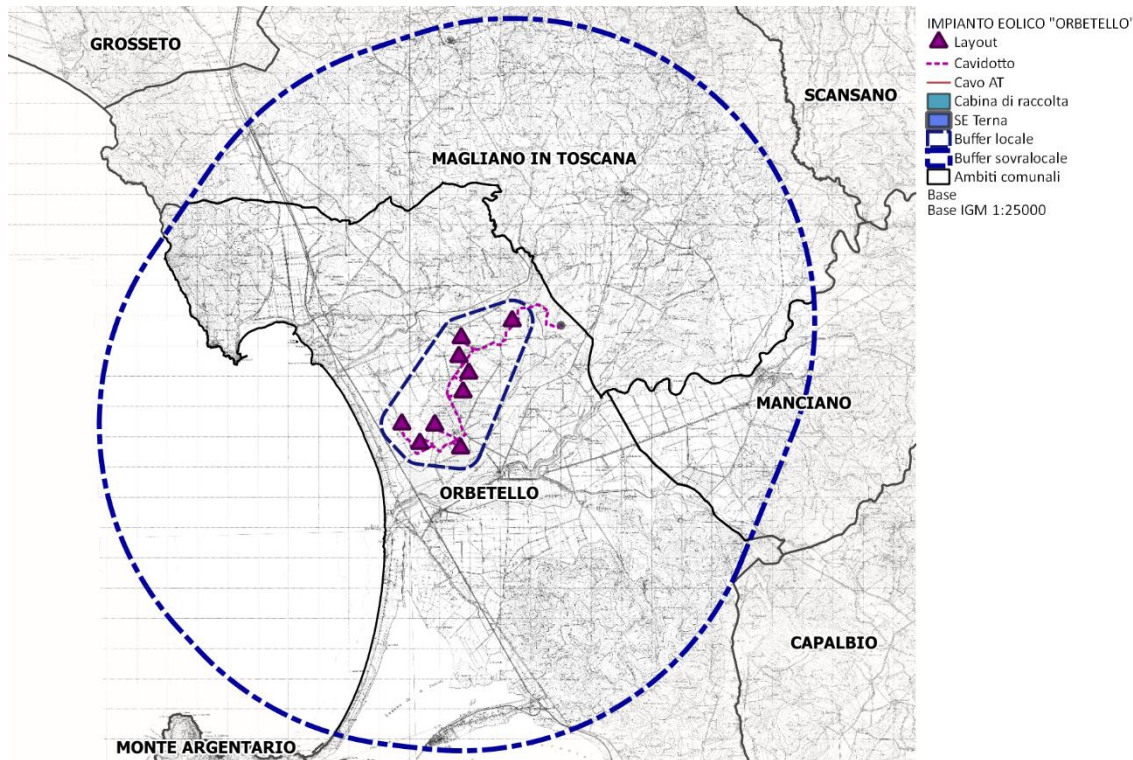 GROSSETO
SCANSANO
MAGLIANO IN TOSCANA
MANCIANO
ORBETELLO
CAPALBIO
MONTE ARGENTARIO
IMPIANTO EOLICO "ORBETELLO"
Layout
Cavidotto
Cavo AT
Cabina di raccolta
SE Terna
Buffer locale
Buffer sovralocale
Ambiti comunali
Base
Base IGM 1:25000